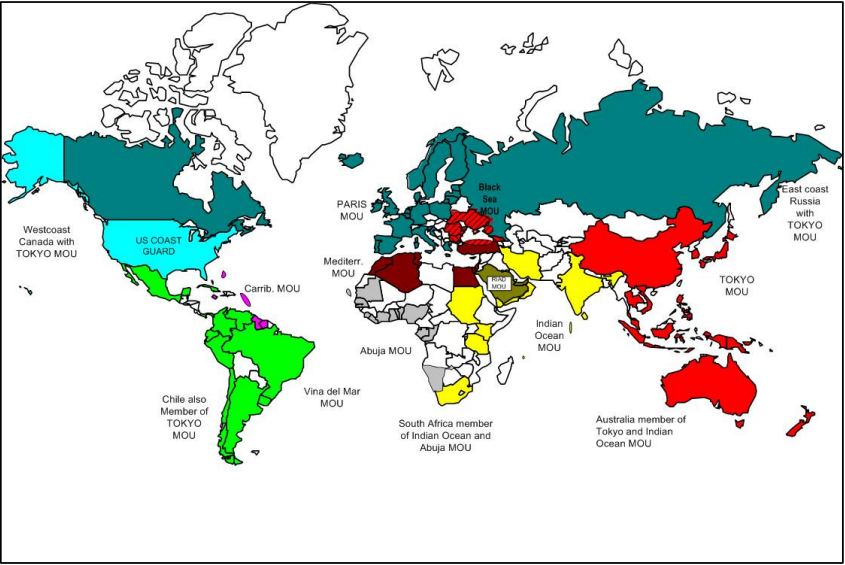 Westcoast
Canada with
TOKYO MOU
US COAST
GUARD
Carrib. MOU
Chile also
Member of
TOKYO
MOU
Vina del Mar
MOU
PARIS
MOU
Black
Sea
MOU
Mediterr.
MOU
RIAD
MOU
Abuja MOU
Indian
Ocean
MOU
South Africa member
of Indian Ocean and
Abuja MOU
East coast
Russia
with
TOKYO
MOU
TOKYO
MOU
Australia member of
Tokyo and Indian
Ocean MOU